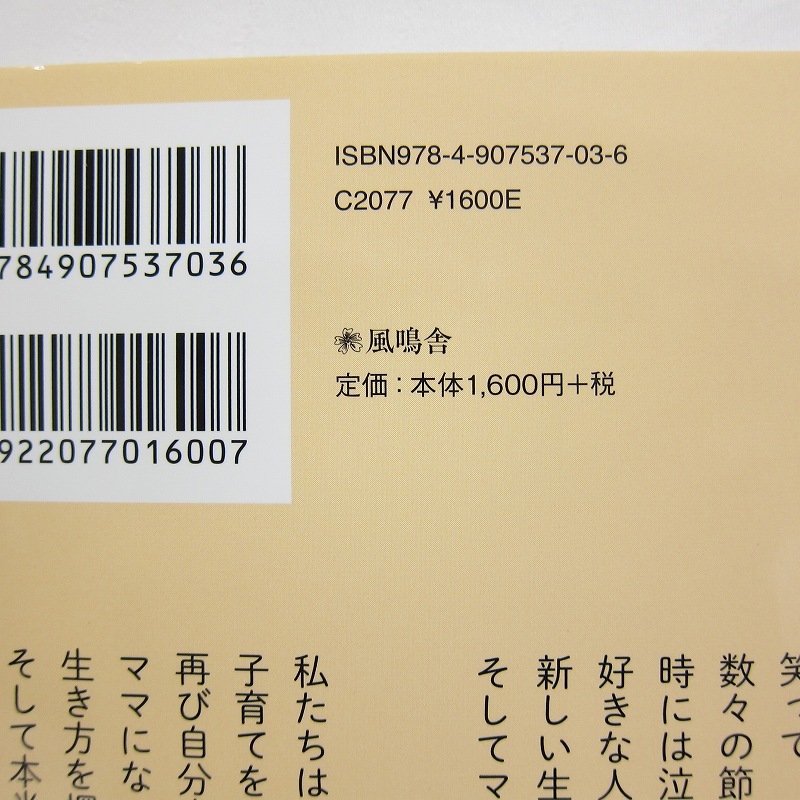 ISBN978-4-907537-03-6
C2077 ¥1600E
784907537036
風鳴舎
定価：本体1,600円＋税
922077016007
笑って
数々の節
時には泣
好きな人
新しい生
そしてマ
私たちは
子育てを
再び自分
ママにな
生き方を
そして本